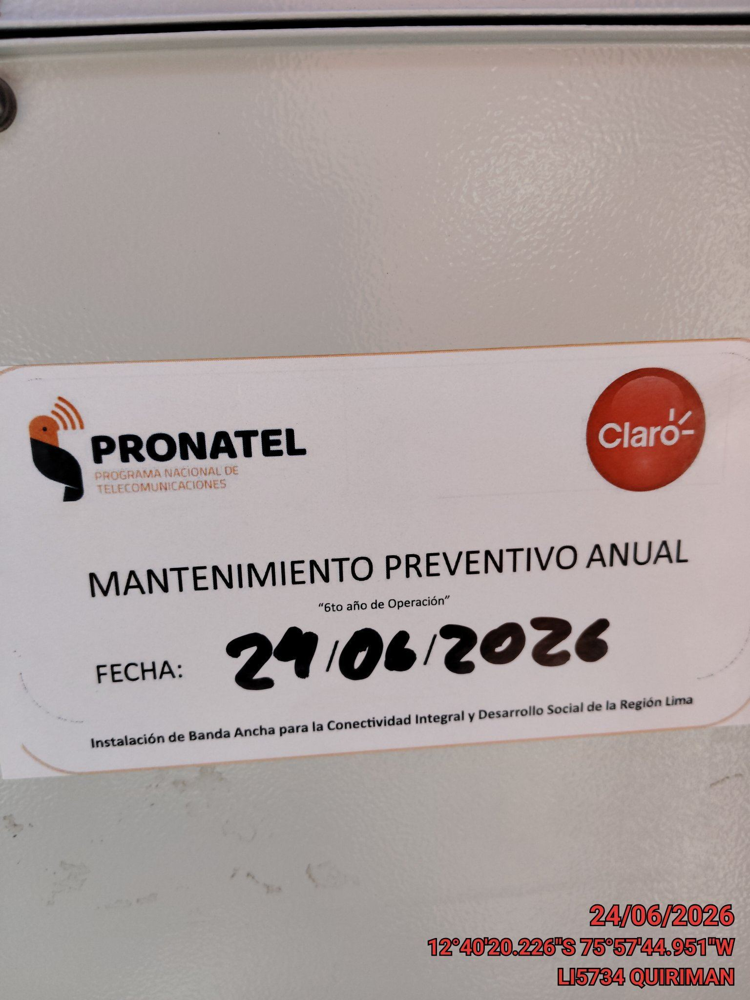 PRONATEL
PROGRAMA NACIONAL DE
TELECOMUNICACIONES
Claro
MANTENIMIENTO PREVENTIVO ANUAL
“6to año de Operación”
FECHA: 24/06/2026
Instalación de Banda Ancha para la Conectividad Integral y Desarrollo Social de la Región Lima
24/06/2026
12°40'20.226"S 75°57'44.951"W
LI5734 QUIRIMAN